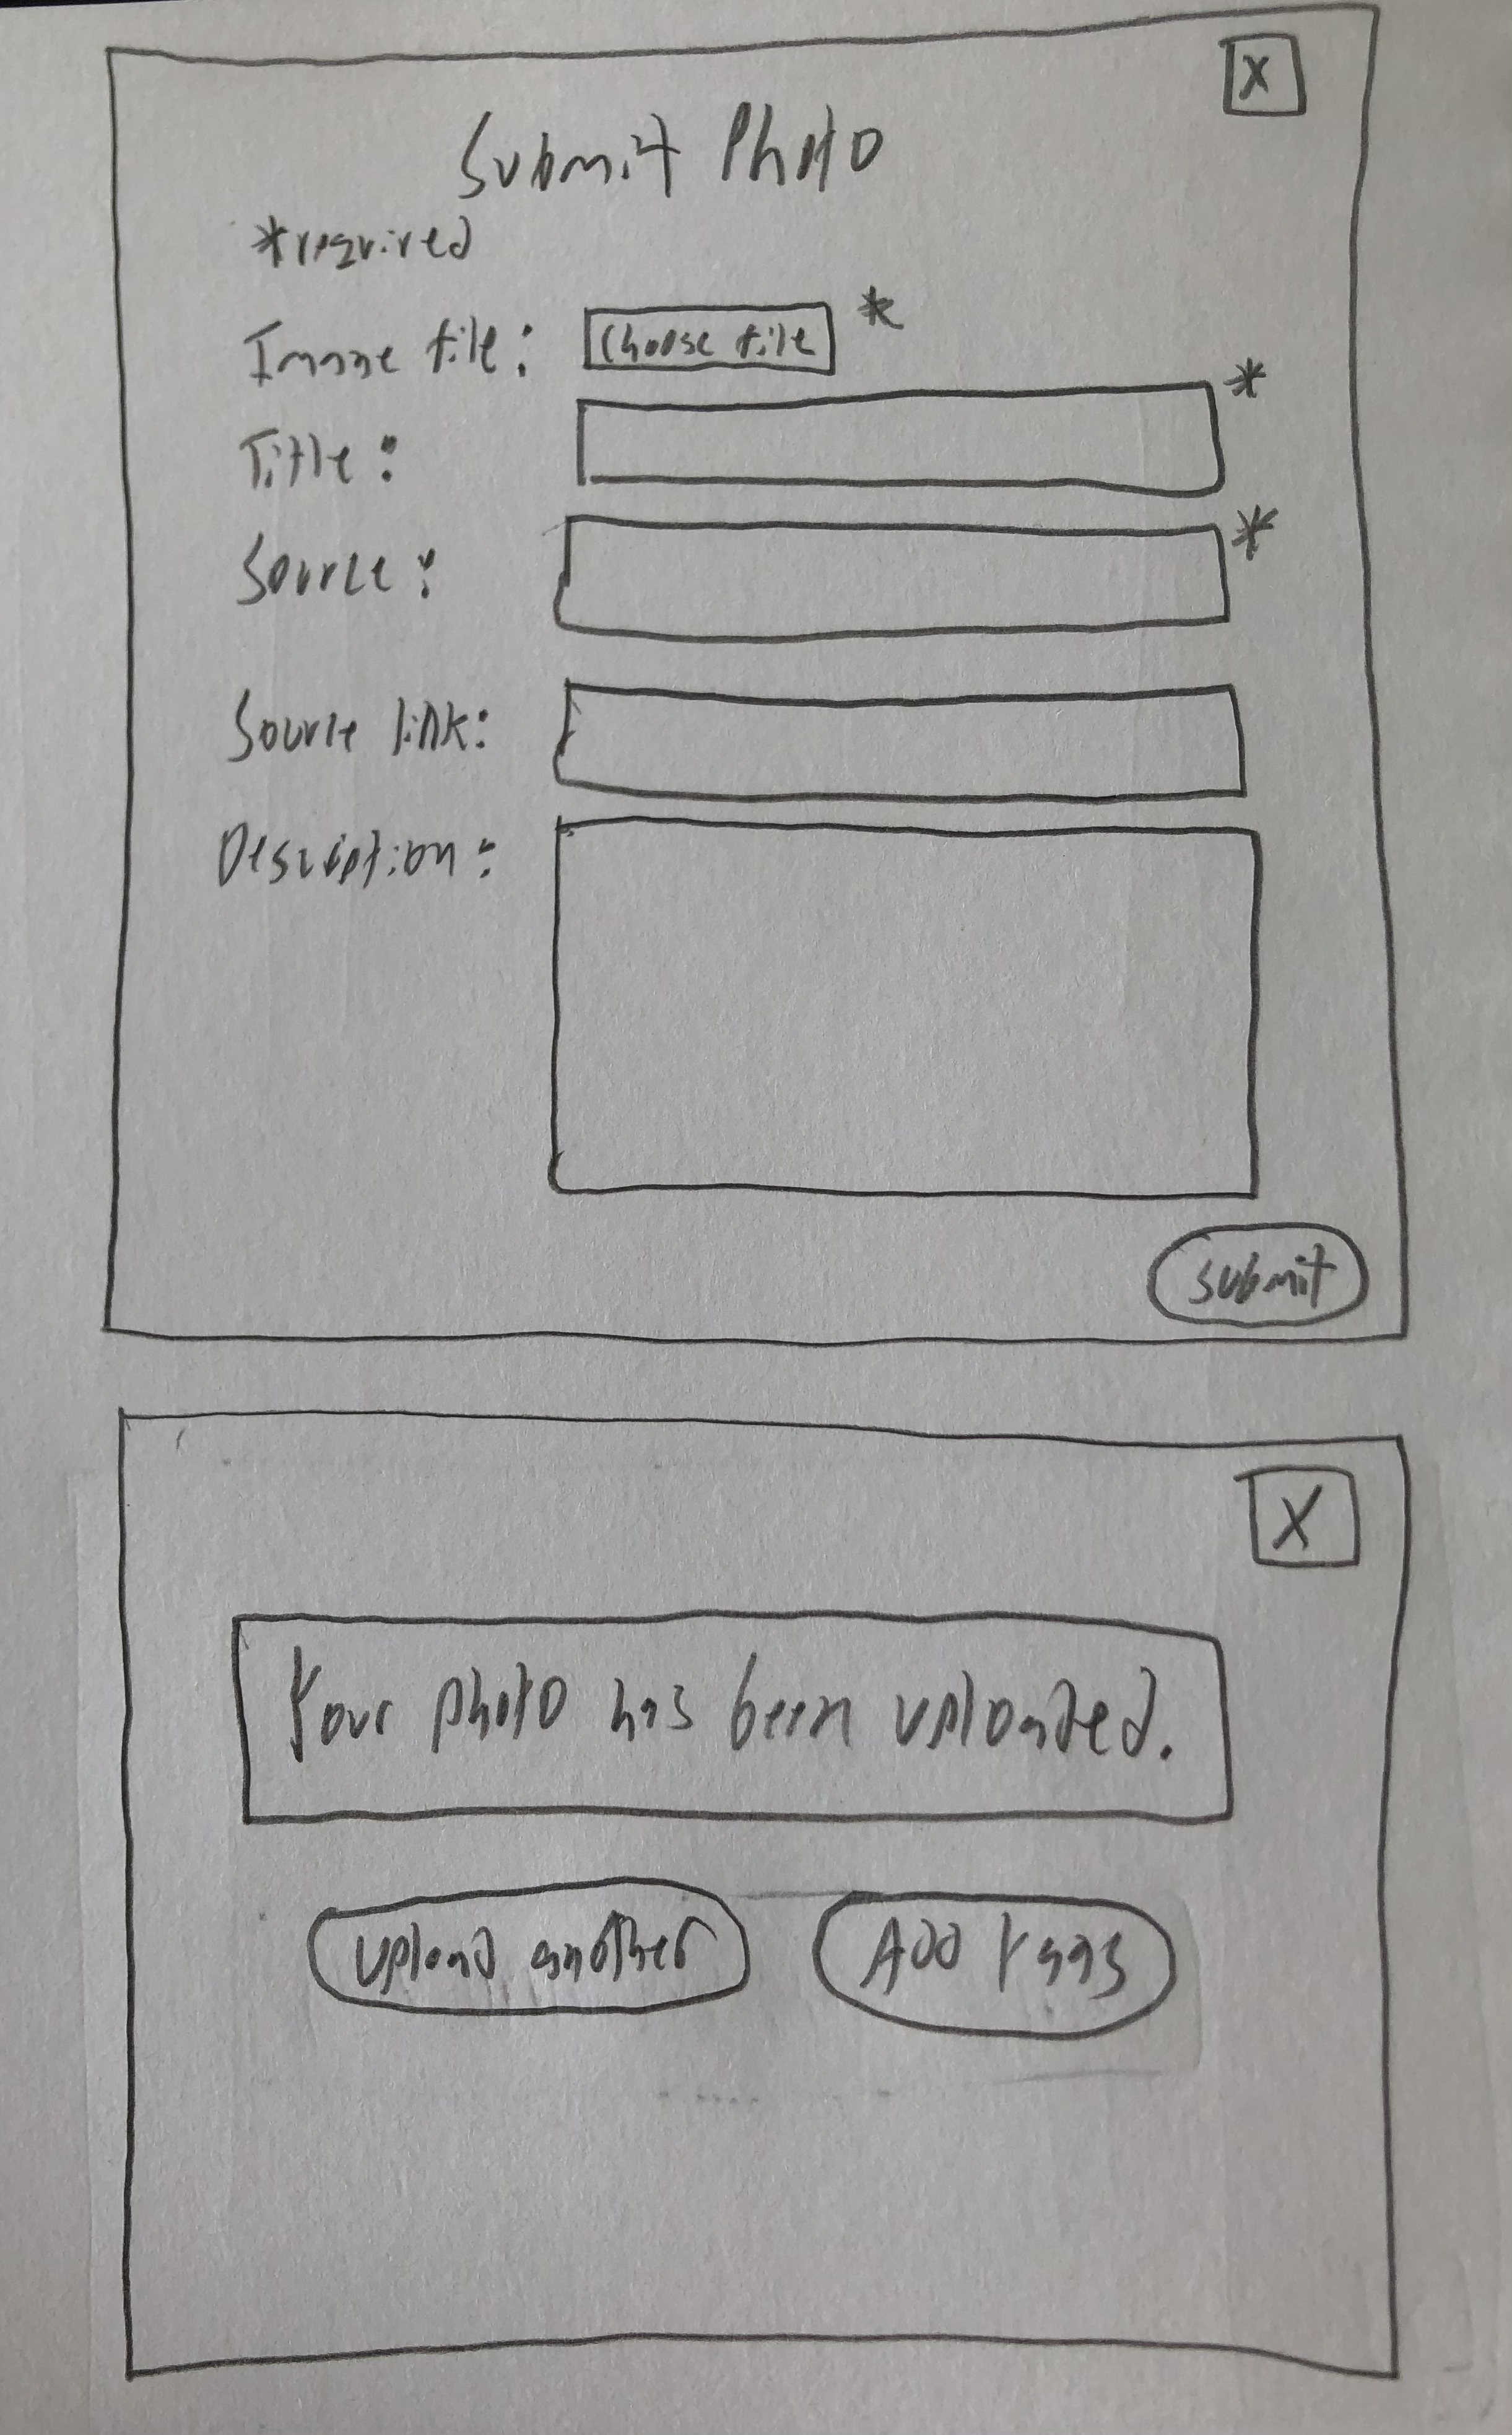 X
Submit Photo
*required
Image file: Choose file *
Title: *
Source: *
Source link:
Description:
submit
X
Your photo has been uploaded.
upload another Add tags